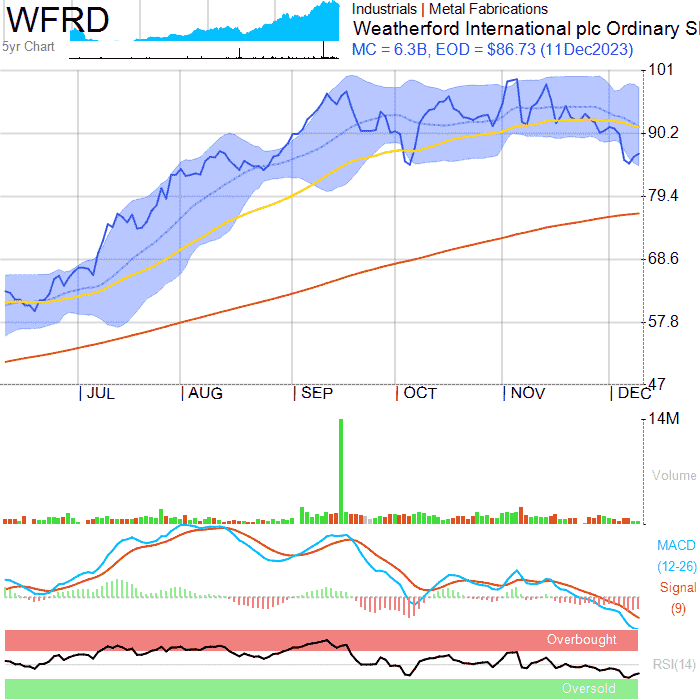 WFRD
5yr Chart
Industrials | Metal Fabrications
Weatherford International plc Ordinary S
MC = 6.3B, EOD = $86.73 (11Dec2023)
101
90.2
79.4
68.6
57.8
47
JUL AUG SEP OCT NOV DEC
14M
Volume
MACD
(12-26)
Signal
(9)
Overbought
RSI(14)
Oversold